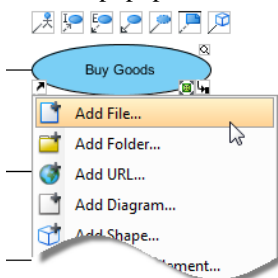 Buy Goods
Add File...
Add Folder...
Add URL...
Add Diagram...
Add Shape...